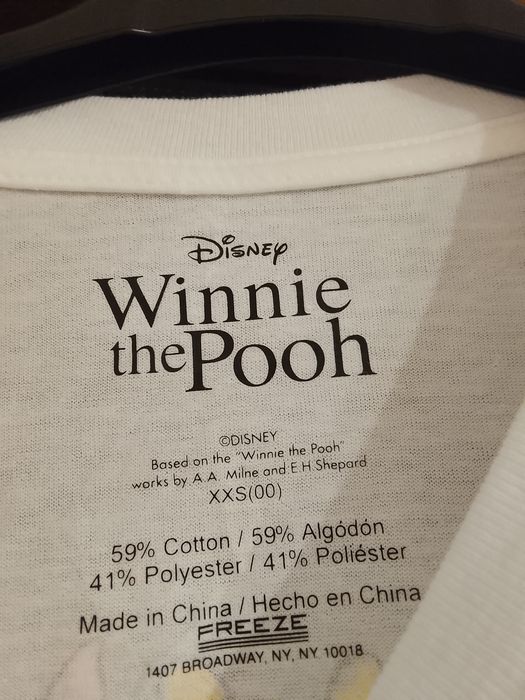 Disney
Winnie
the Pooh
©DISNEY
Based on the "Winnie the Pooh"
works by A.A. Milne and E.H. Shepard
XXS(00)
59% Cotton / 59% Algódón
41% Polyester / 41% Poliéster
Made in China / Hecho en China
FREEZE
1407 BROADWAY, NY, NY 10018